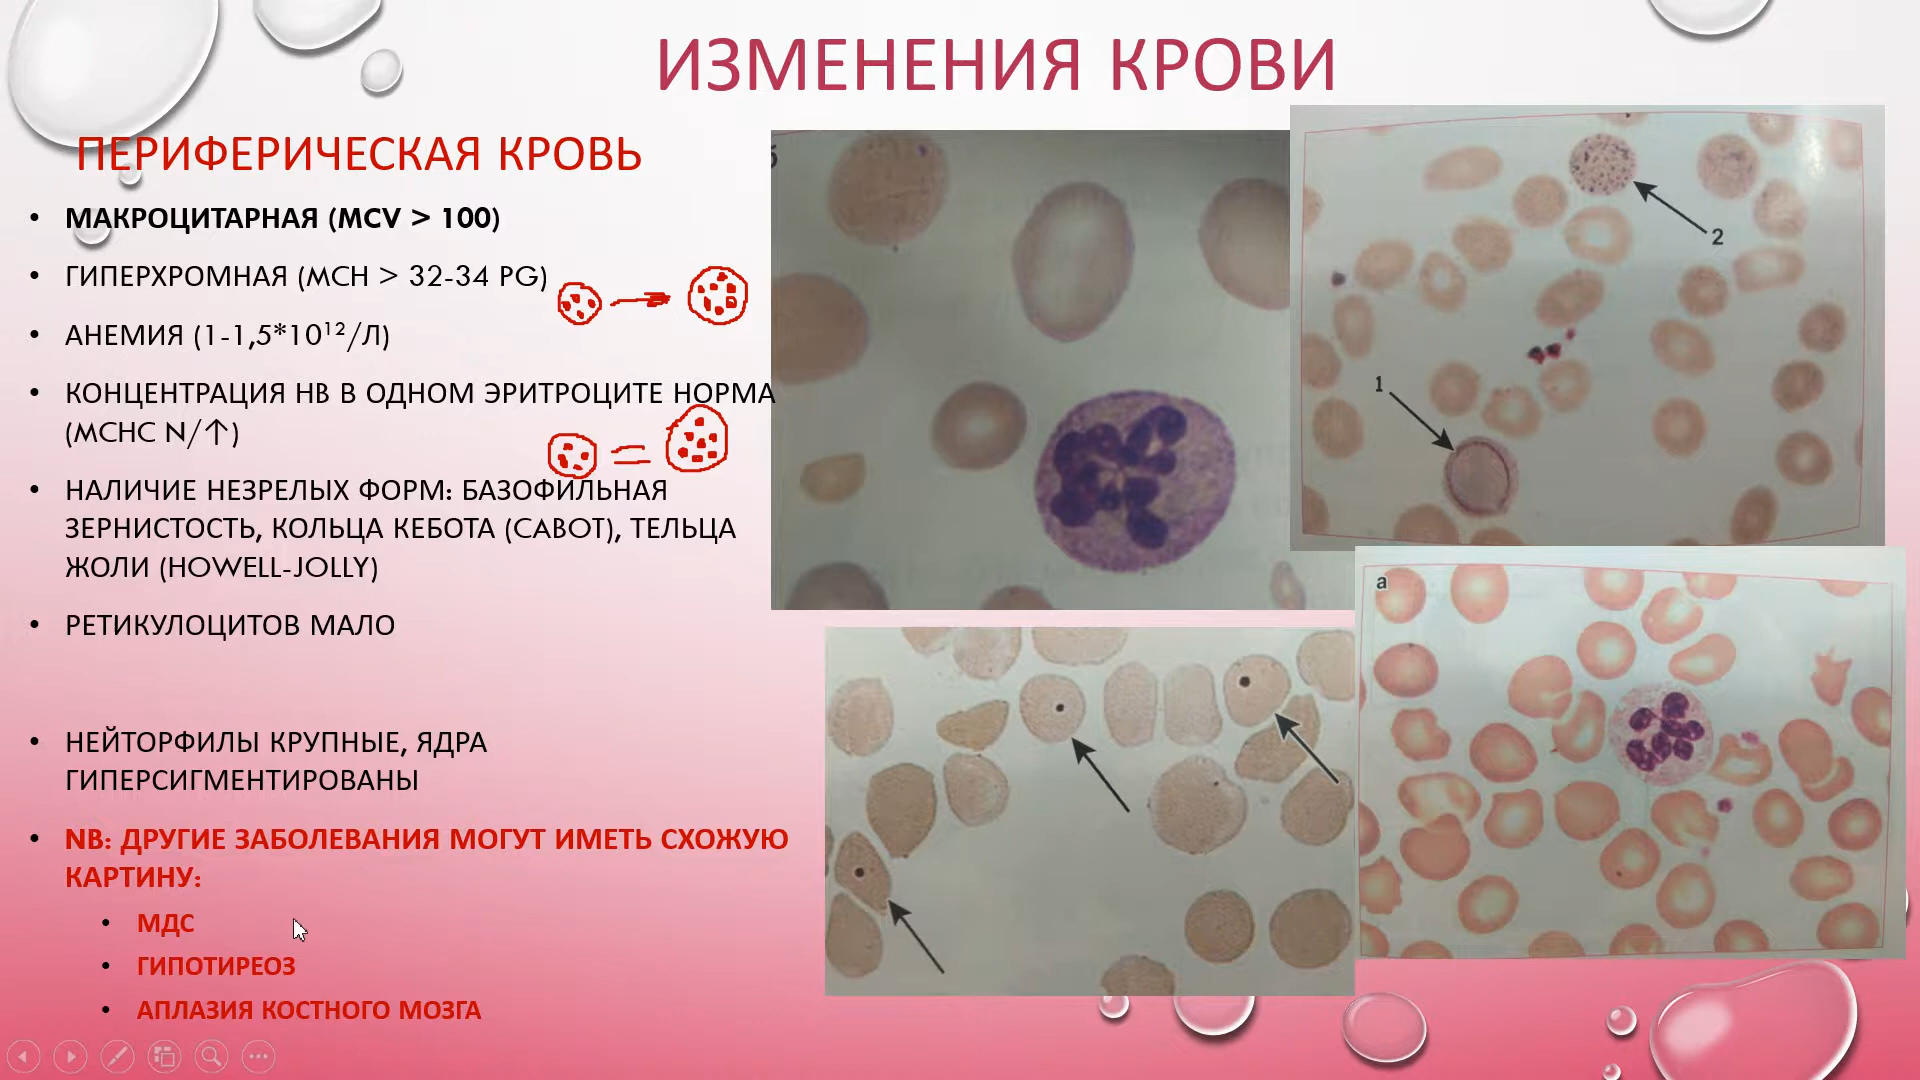 ИЗМЕНЕНИЯ КРОВИ
ПЕРИФЕРИЧЕСКАЯ КРОВЬ
• МАКРОЦИТАРНАЯ (MCV > 100)
• ГИПЕРХРОМНАЯ (MCH > 32-34 PG)
• АНЕМИЯ (1-1,5*10¹²/Л)
• КОНЦЕНТРАЦИЯ HB В ОДНОМ ЭРИТРОЦИТЕ НОРМА
(MCHC N/↑)
• НАЛИЧИЕ НЕЗРЕЛЫХ ФОРМ: БАЗОФИЛЬНАЯ
ЗЕРНИСТОСТЬ, КОЛЬЦА КЕБОТА (CABOT), ТЕЛЬЦА
ЖОЛИ (HOWELL-JOLLY)
• РЕТИКУЛОЦИТОВ МАЛО
• НЕЙТОРФИЛЫ КРУПНЫЕ, ЯДРА
ГИПЕРСИГМЕНТИРОВАНЫ
• NB: ДРУГИЕ ЗАБОЛЕВАНИЯ МОГУТ ИМЕТЬ СХОЖУЮ
КАРТИНУ:
• МДС
• ГИПОТИРЕОЗ
• АПЛАЗИЯ КОСТНОГО МОЗГА
б
2
1
а